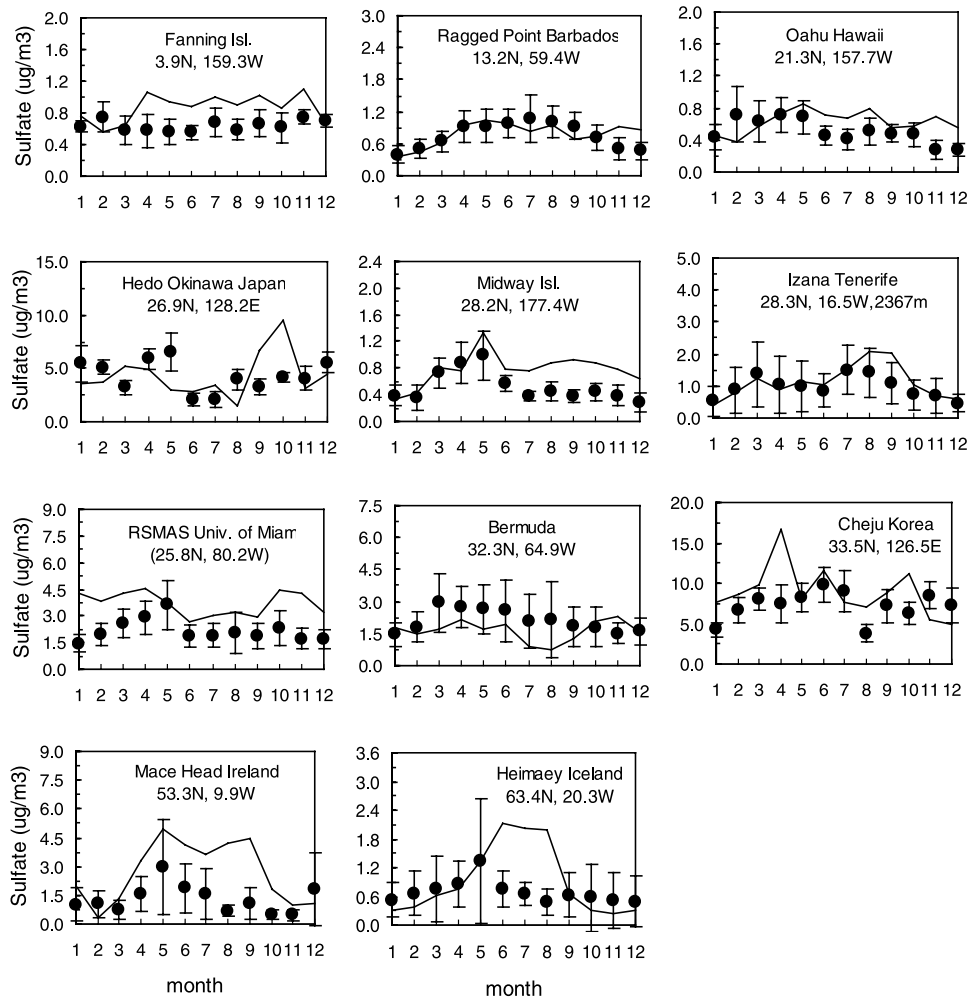 Sulfate (ug/m3)
Fanning Isl.
3.9N, 159.3W
2.0
1.6
1.2
0.8
0.4
0.0
1 2 3 4 5 6 7 8 9 10 11 12
Ragged Point Barbados
13.2N, 59.4W
3.0
2.4
1.8
1.2
0.6
0.0
1 2 3 4 5 6 7 8 9 10 11 12
Oahu Hawaii
21.3N, 157.7W
2.0
1.6
1.2
0.8
0.4
0.0
1 2 3 4 5 6 7 8 9 10 11 12
Sulfate (ug/m3)
Hedo Okinawa Japan
26.9N, 128.2E
15.0
10.0
5.0
0.0
1 2 3 4 5 6 7 8 9 10 11 12
Midway Isl.
28.2N, 177.4W
2.4
2.0
1.6
1.2
0.8
0.4
0.0
1 2 3 4 5 6 7 8 9 10 11 12
Izana Tenerife
28.3N, 16.5W,2367m
5.0
4.0
3.0
2.0
1.0
0.0
1 2 3 4 5 6 7 8 9 10 11 12
Sulfate (ug/m3)
RSMAS Univ. of Miam
(25.8N, 80.2W)
9.0
7.5
6.0
4.5
3.0
1.5
0.0
1 2 3 4 5 6 7 8 9 10 11 12
Bermuda
32.3N, 64.9W
7.5
6.0
4.5
3.0
1.5
0.0
1 2 3 4 5 6 7 8 9 10 11 12
Cheju Korea
33.5N, 126.5E
20.0
15.0
10.0
5.0
0.0
1 2 3 4 5 6 7 8 9 10 11 12
Sulfate (ug/m3)
Mace Head Ireland
53.3N, 9.9W
9.0
7.5
6.0
4.5
3.0
1.5
0.0
1 2 3 4 5 6 7 8 9 10 11 12
month
Heimaey Iceland
63.4N, 20.3W
3.6
3.0
2.4
1.8
1.2
0.6
0.0
1 2 3 4 5 6 7 8 9 10 11 12
month